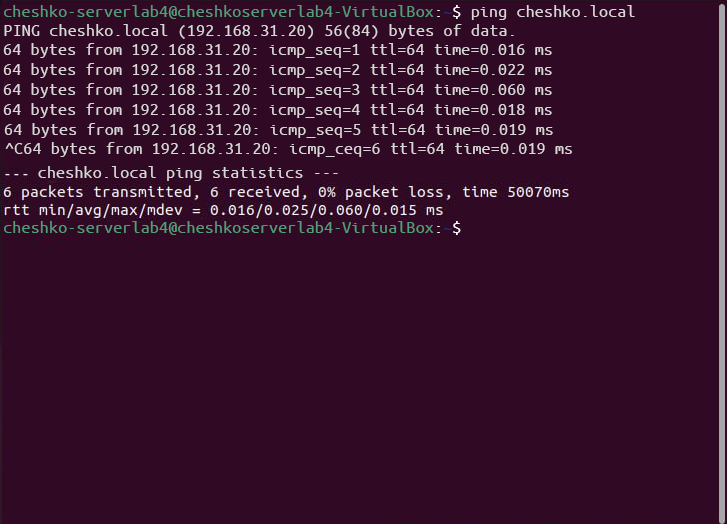 cheshko-serverlab4@cheshkoserverlab4-VirtualBox:~$ ping cheshko.local
PING cheshko.local (192.168.31.20) 56(84) bytes of data.
64 bytes from 192.168.31.20: icmp_seq=1 ttl=64 time=0.016 ms
64 bytes from 192.168.31.20: icmp_seq=2 ttl=64 time=0.022 ms
64 bytes from 192.168.31.20: icmp_seq=3 ttl=64 time=0.060 ms
64 bytes from 192.168.31.20: icmp_seq=4 ttl=64 time=0.018 ms
64 bytes from 192.168.31.20: icmp_seq=5 ttl=64 time=0.019 ms
^C64 bytes from 192.168.31.20: icmp_ceq=6 ttl=64 time=0.019 ms
--- cheshko.local ping statistics ---
6 packets transmitted, 6 received, 0% packet loss, time 50070ms
rtt min/avg/max/mdev = 0.016/0.025/0.060/0.015 ms
cheshko-serverlab4@cheshkoserverlab4-VirtualBox:~$